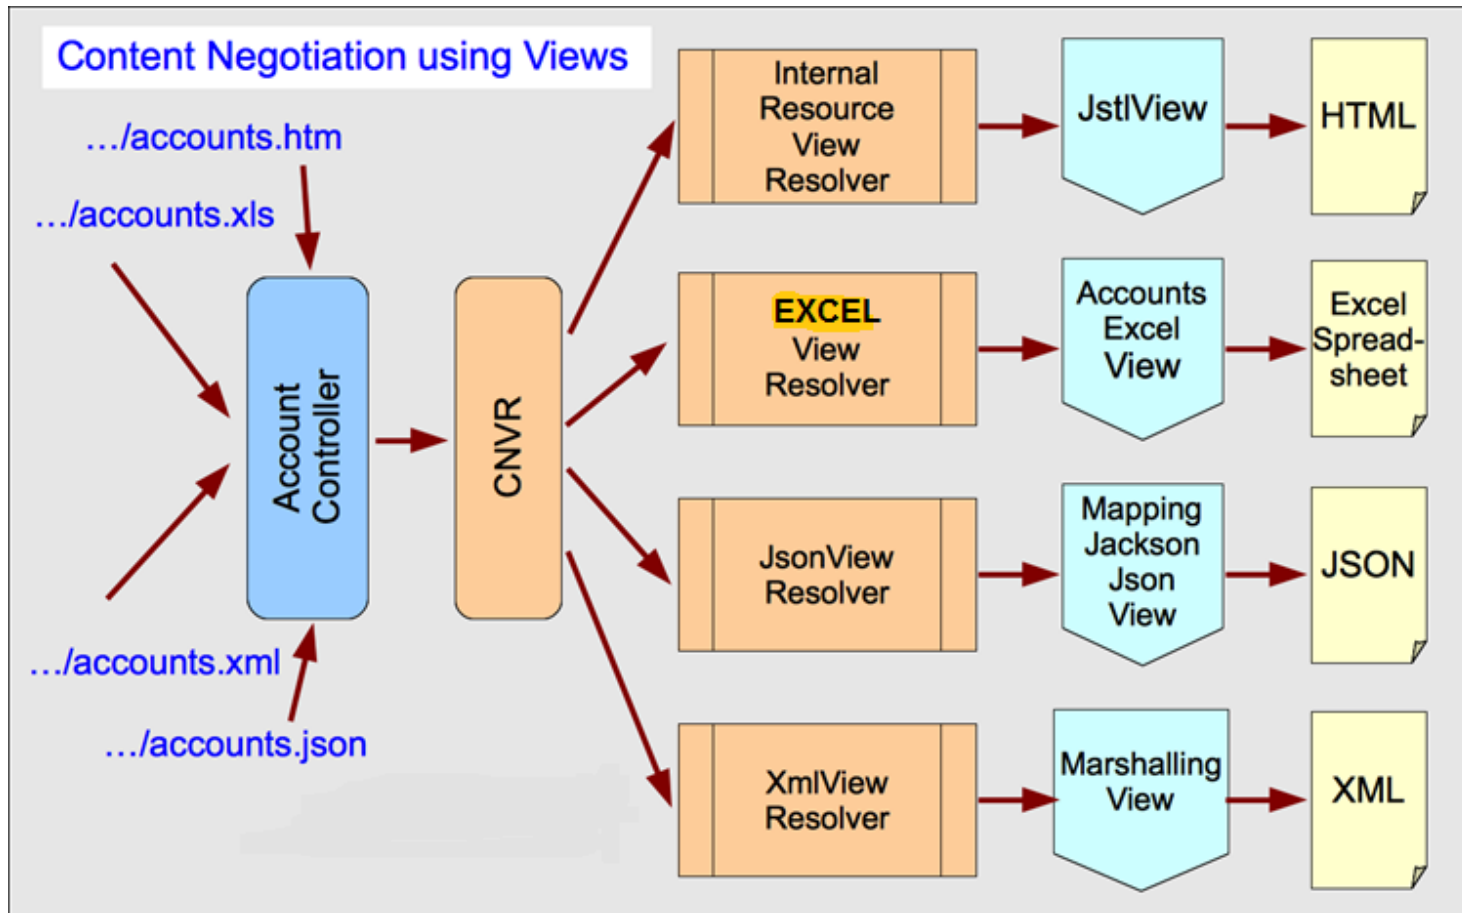 Content Negotiation using Views
…/accounts.htm
…/accounts.xls
…/accounts.xml
…/accounts.json
Account
Controller
CNVR
Internal
Resource
View
Resolver
JstlView
HTML
EXCEL
View
Resolver
Accounts
Excel
View
Excel
Spread-
sheet
JsonView
Resolver
Mapping
Jackson
Json
View
JSON
XmlView
Resolver
Marshalling
View
XML